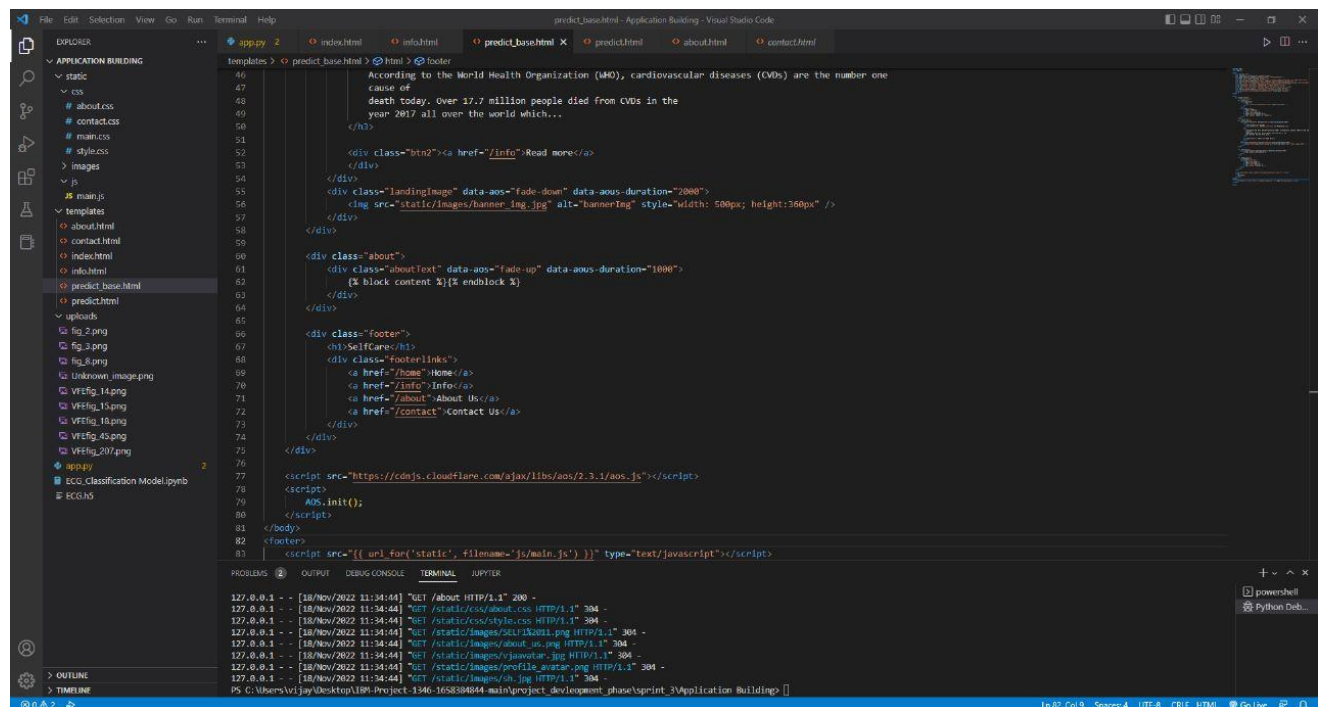 File Edit Selection View Go Run Terminal Help
predict_base.html - Application Building - Visual Studio Code
EXPLORER
APPLICATION BUILDING
static
css
# about.css
# contact.css
# main.css
# style.css
images
js
JS main.js
templates
<> about.html
<> contact.html
<> index.html
<> info.html
<> predict_base.html
<> predict.html
uploads
fig_2.png
fig_3.png
fig_8.png
Unknown_image.png
VFEfig_14.png
VFEfig_15.png
VFEfig_18.png
VFEfig_45.png
VFEfig_207.png
app.py 2
ECG_Classification Model.ipynb
ECG.h5
> OUTLINE
> TIMELINE
app.py 2 <> index.html <> info.html <> predict_base.html X <> predict.html <> about.html <> contact.html
templates > <> predict_base.html > html > footer
46 According to the World Health Organization (WHO), cardiovascular diseases (CVDs) are the number one
47 cause of
48 death today. Over 17.7 million people died from CVDs in the
49 year 2017 all over the world which...
50 </h3>
51
52 <div class="btn2"><a href="/info">Read more</a>
53 </div>
54 </div>
55 <div class="landingImage" data-aos="fade-down" data-aous-duration="2000">
56 <img src="static/images/banner_img.jpg" alt="bannerImg" style="width: 500px; height:360px" />
57 </div>
58 </div>
59
60 <div class="about">
61 <div class="aboutText" data-aos="fade-up" data-aous-duration="1000">
62 {% block content %}{% endblock %}
63 </div>
64 </div>
65
66 <div class="footer">
67 <h1>SelfCare</h1>
68 <div class="footerlinks">
69 <a href="/home">Home</a>
70 <a href="/info">Info</a>
71 <a href="/about">About Us</a>
72 <a href="/contact">Contact Us</a>
73 </div>
74 </div>
75 </div>
76
77 <script src="https://cdnjs.cloudflare.com/ajax/libs/aos/2.3.1/aos.js"></script>
78 <script>
79 AOS.init();
80 </script>
81 </body>
82 <footer>
83 <script src="{{ url_for('static', filename='js/main.js') }}" type="text/javascript"></script>
PROBLEMS 2 OUTPUT DEBUG CONSOLE TERMINAL JUPYTER
127.0.0.1 - - [18/Nov/2022 11:34:44] "GET /about HTTP/1.1" 200 -
127.0.0.1 - - [18/Nov/2022 11:34:44] "GET /static/css/about.css HTTP/1.1" 304 -
127.0.0.1 - - [18/Nov/2022 11:34:44] "GET /static/css/style.css HTTP/1.1" 304 -
127.0.0.1 - - [18/Nov/2022 11:34:44] "GET /static/images/SELF1%2011.png HTTP/1.1" 304 -
127.0.0.1 - - [18/Nov/2022 11:34:44] "GET /static/images/about_us.png HTTP/1.1" 304 -
127.0.0.1 - - [18/Nov/2022 11:34:44] "GET /static/images/vjaavatar.jpg HTTP/1.1" 304 -
127.0.0.1 - - [18/Nov/2022 11:34:44] "GET /static/images/profile_avatar.png HTTP/1.1" 304 -
127.0.0.1 - - [18/Nov/2022 11:34:44] "GET /static/images/sh.jpg HTTP/1.1" 304 -
PS C:\Users\vijay\Desktop\IBM-Project-1346-1658384844-main\project_devleopment_phase\sprint_3\Application Building>
powershell
Python Deb...
0 2
Ln 82, Col 9 Spaces: 4 UTF-8 CRLF HTML Go Live